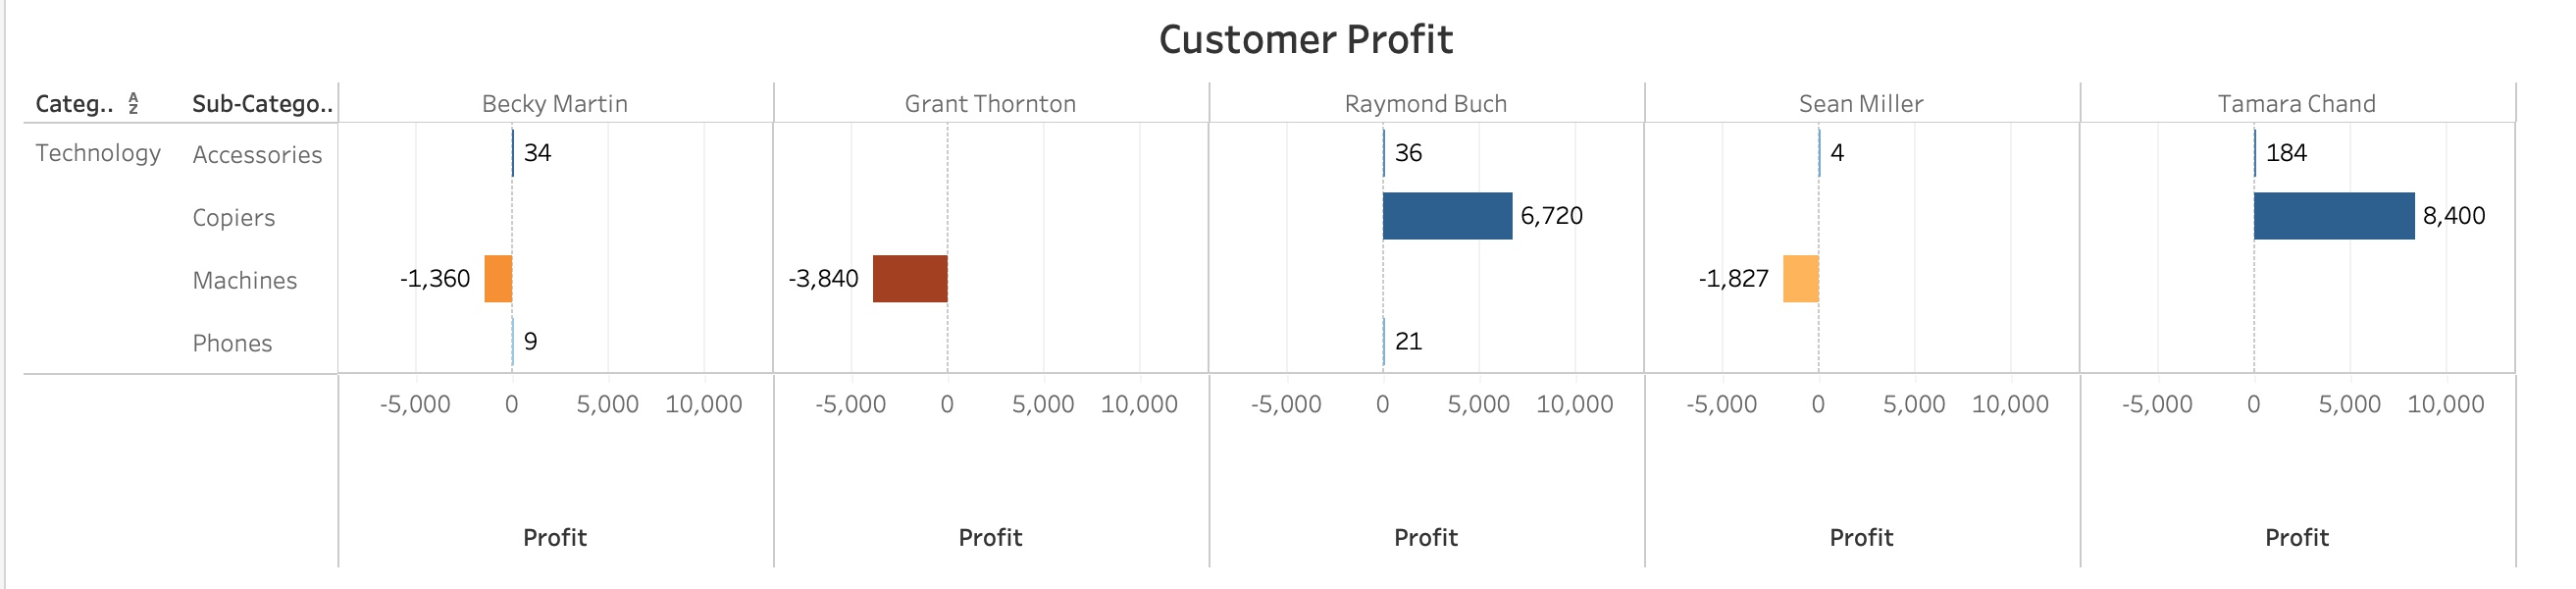 Customer Profit
Categ.. AZ Sub-Catego.. Becky Martin Grant Thornton Raymond Buch Sean Miller Tamara Chand
Technology Accessories 34 36 4 184
Copiers 6,720 8,400
Machines -1,360 -3,840 -1,827
Phones 9 21
-5,000 0 5,000 10,000 -5,000 0 5,000 10,000 -5,000 0 5,000 10,000 -5,000 0 5,000 10,000 -5,000 0 5,000 10,000
Profit Profit Profit Profit Profit